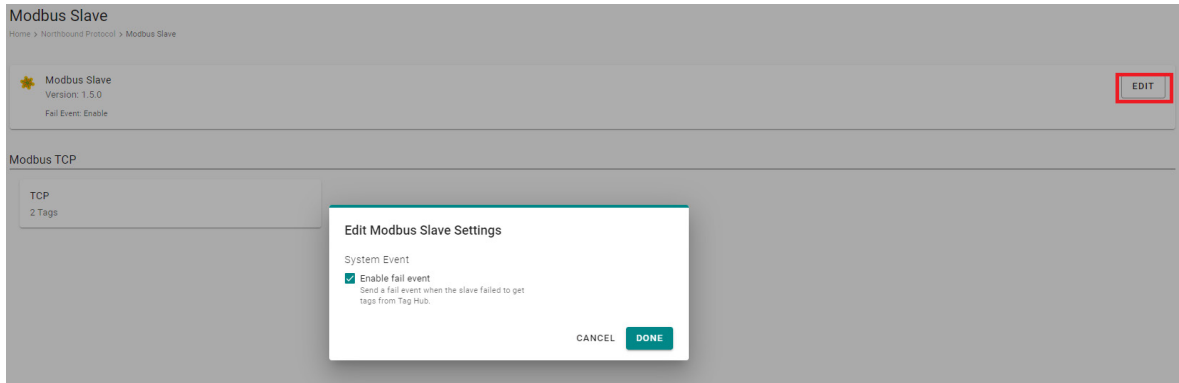 Modbus Slave
Home > Northbound Protocol > Modbus Slave
Modbus Slave
Version: 1.5.0
Fail Event: Enable
EDIT
Modbus TCP
TCP
2 Tags
Edit Modbus Slave Settings
System Event
Enable fail event
Send a fail event when the slave failed to get
tags from Tag Hub.
CANCEL
DONE